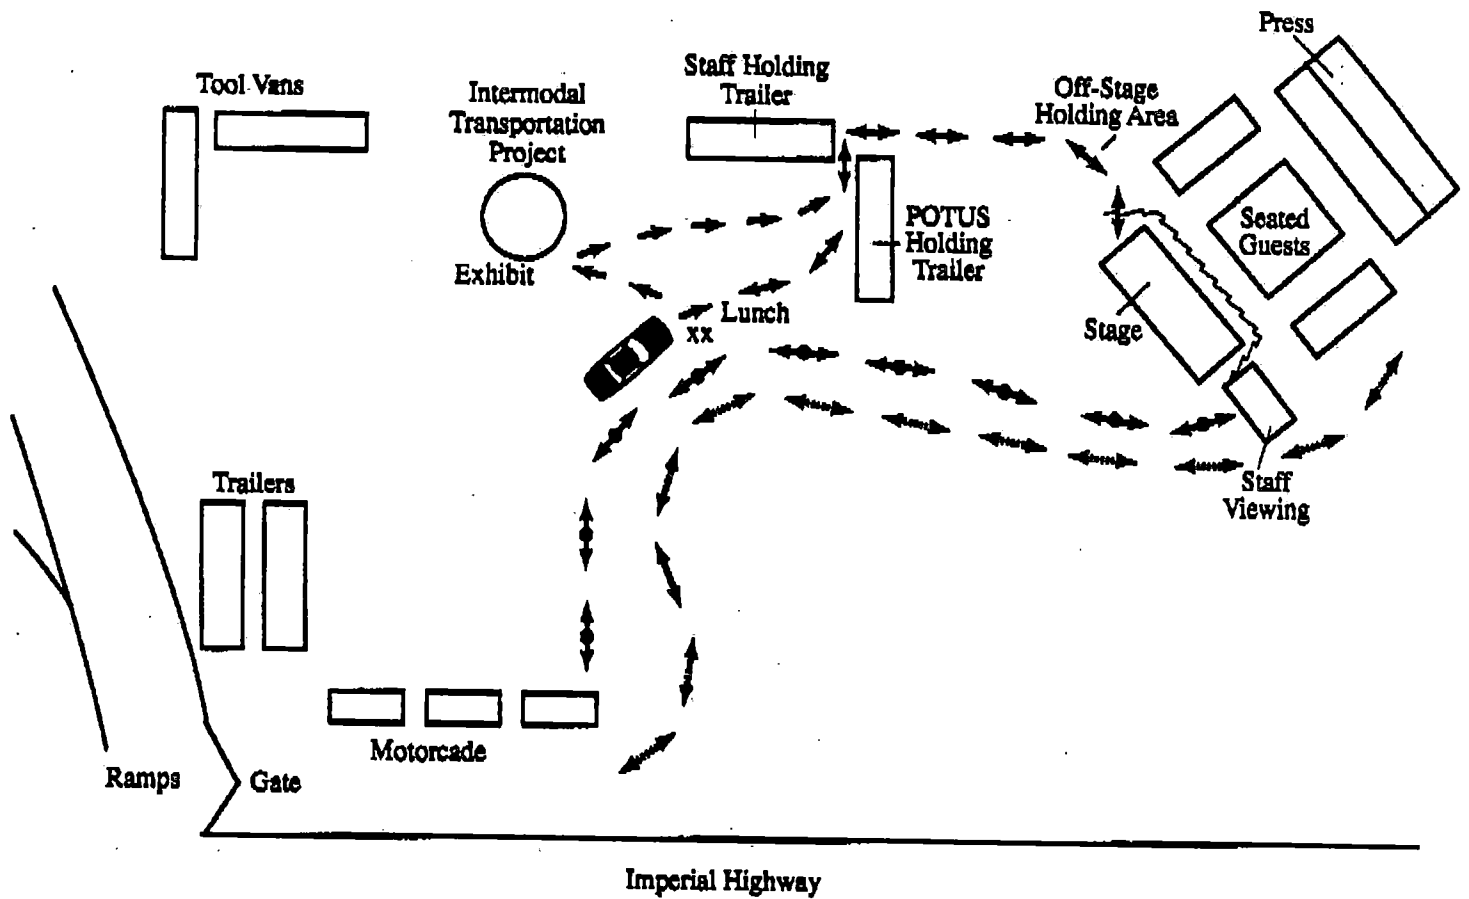 Press
Tool Vans
Intermodal
Transportation
Project
Staff Holding
Trailer
Off-Stage
Holding Area
Seated
Guests
POTUS
Holding
Trailer
Exhibit
Lunch
xx
Stage
Trailers
Staff
Viewing
Motorcade
Ramps
Gate
Imperial Highway